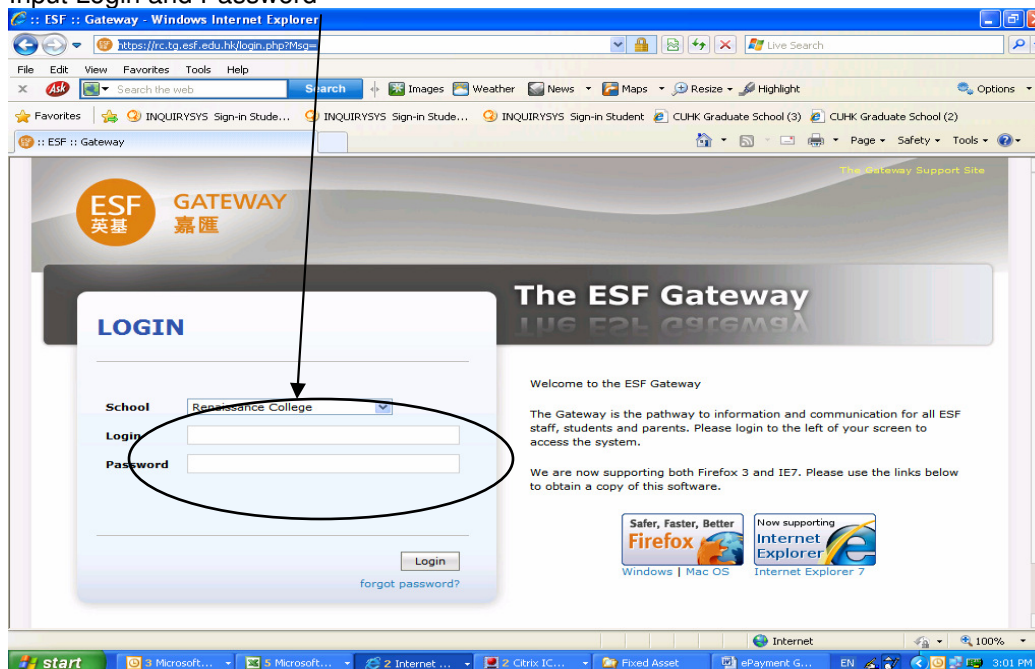 Input Login and Password
:: ESF :: Gateway - Windows Internet Explorer
https://rc.tg.esf.edu.hk/login.php?Msg=
Live Search
File Edit View Favorites Tools Help
x Ask Search the web Search Images Weather News Maps Resize Highlight Options
Favorites INQUIRYSYS Sign-in Stude... INQUIRYSYS Sign-in Stude... INQUIRYSYS Sign-in Student CUHK Graduate School (3) CUHK Graduate School (2)
:: ESF :: Gateway Page Safety Tools
The Gateway Support Site
ESF GATEWAY
英基 嘉匯
The ESF Gateway
LOGIN
School Renaissance College
Login
Password
Login
forgot password?
Welcome to the ESF Gateway
The Gateway is the pathway to information and communication for all ESF
staff, students and parents. Please login to the left of your screen to
access the system.
We are now supporting both Firefox 3 and IE7. Please use the links below
to obtain a copy of this software.
Safer, Faster, Better
Firefox
Windows | Mac OS
Now supporting
Internet
Explorer
Internet Explorer 7
Internet 100%
start 3 Microsoft... 5 Microsoft... 2 Internet ... 2 Citrix IC... Fixed Asset ePayment G... EN 3:01 PM